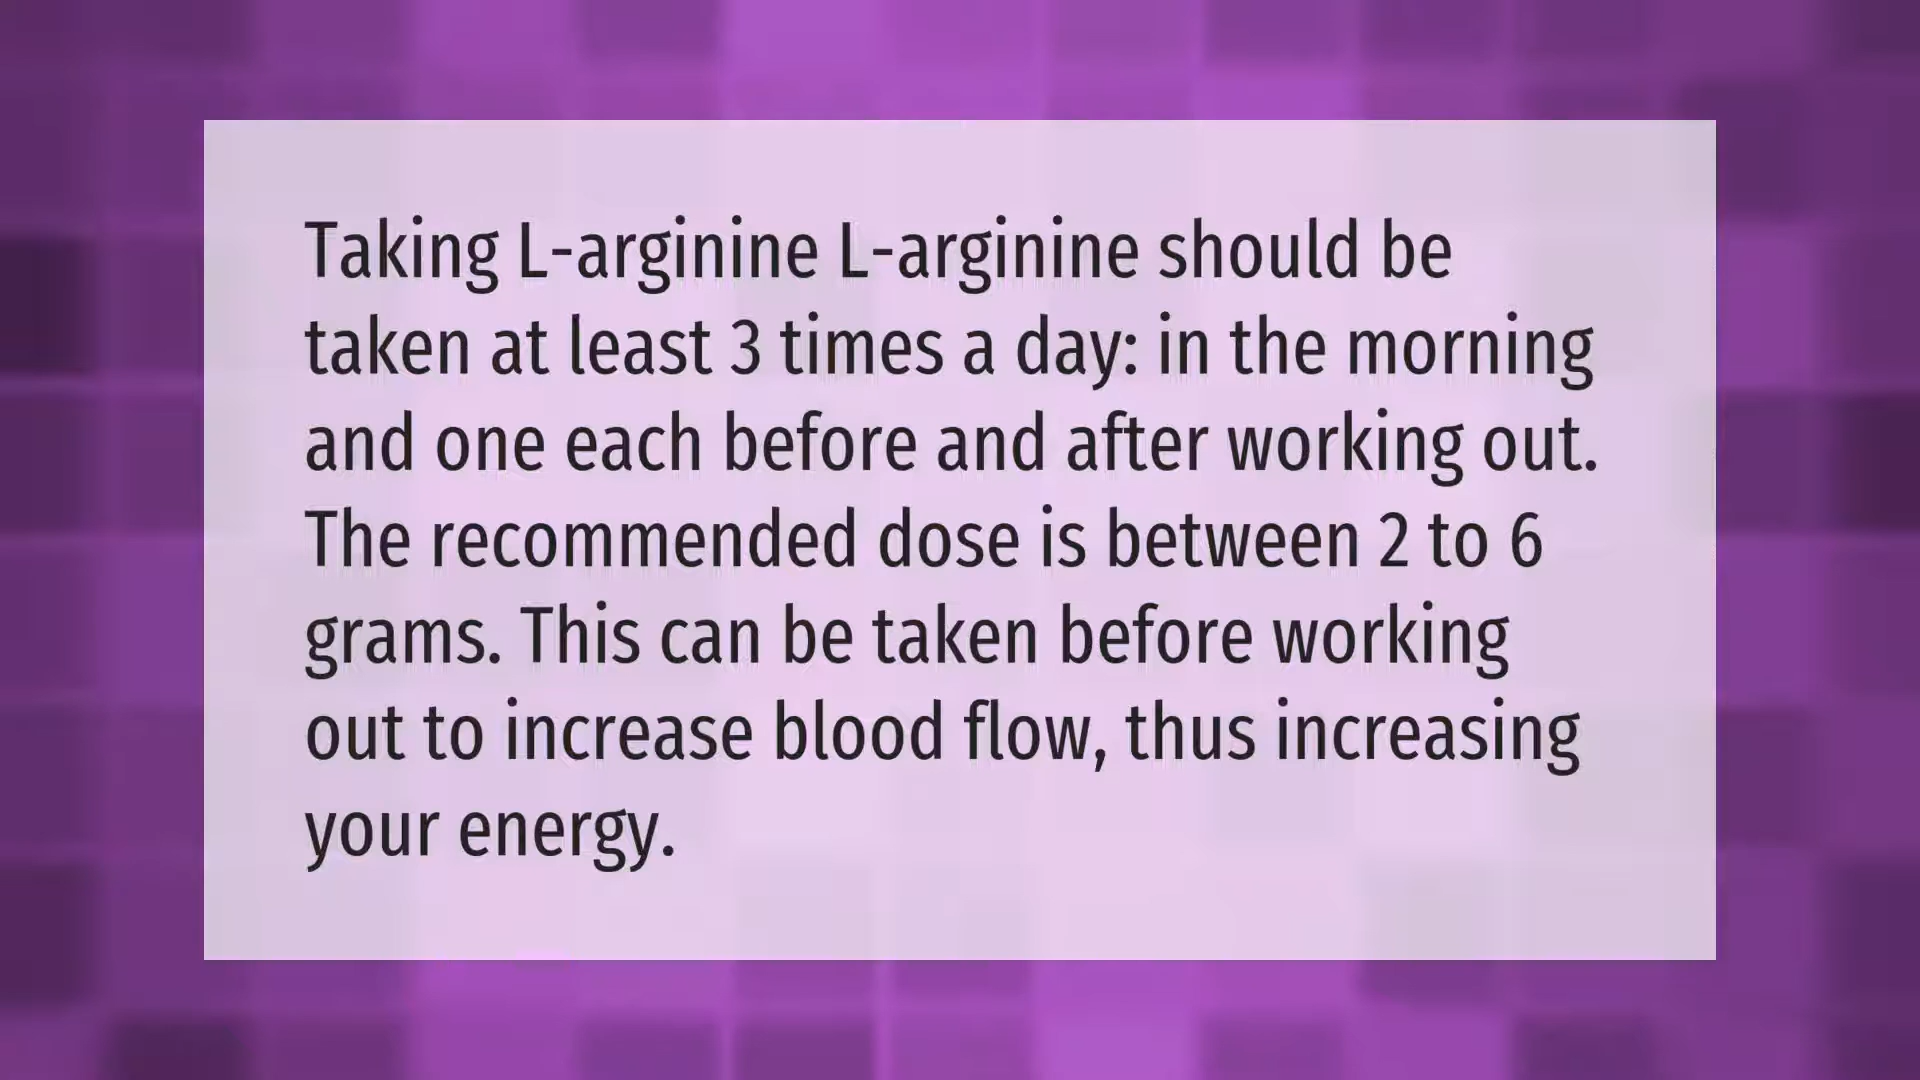 Taking L-arginine L-arginine should be
taken at least 3 times a day: in the morning
and one each before and after working out.
The recommended dose is between 2 to 6
grams. This can be taken before working
out to increase blood flow, thus increasing
your energy.